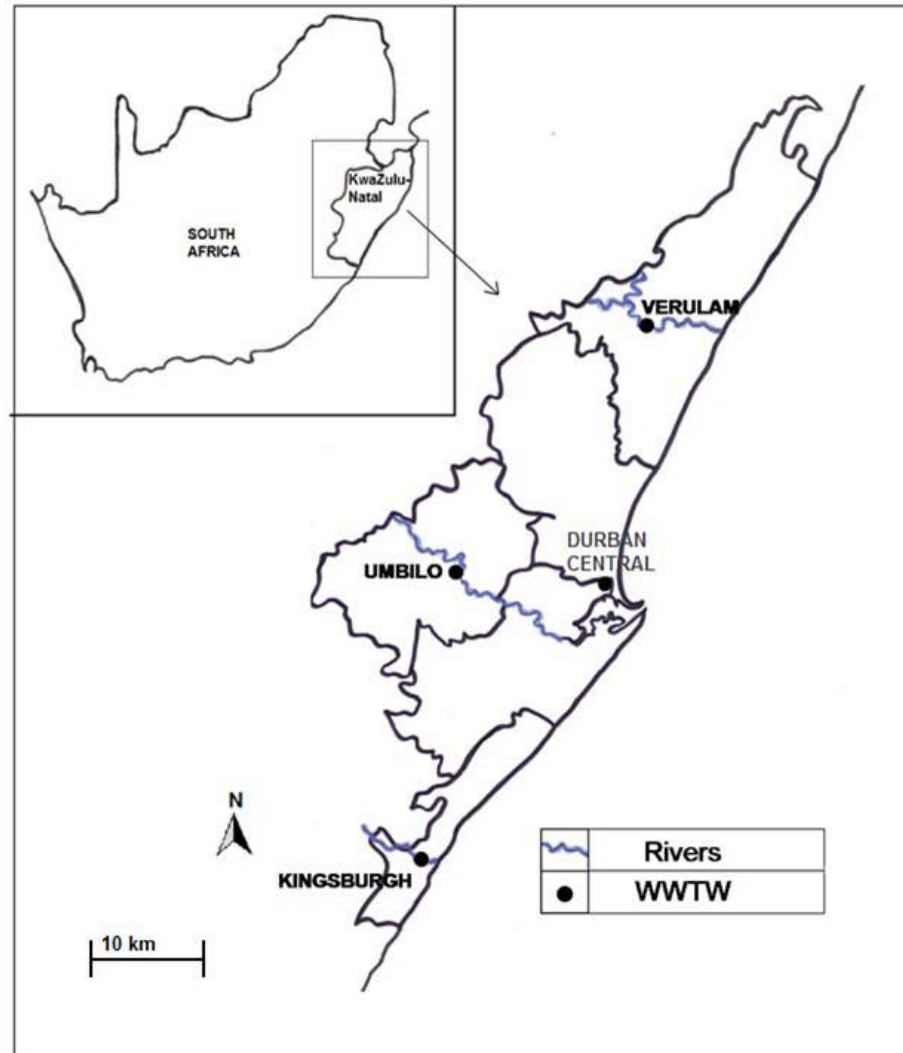 KwaZulu-
Natal
SOUTH
AFRICA
VERULAM
DURBAN
CENTRAL
UMBILO
N
KINGSBURGH
Rivers
WWTW
10 km